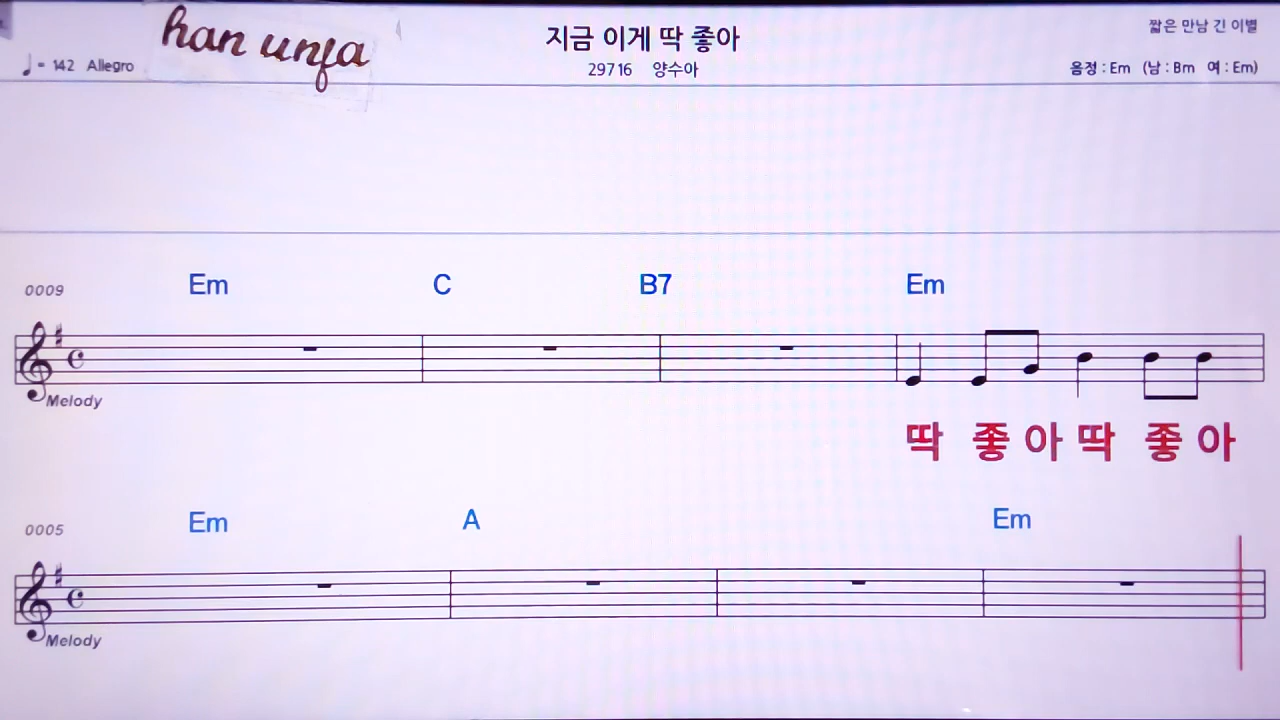 짧은 만남 긴 이별
han unfa
지금 이게 딱 좋아
= 142 Allegro
29716 양수아
음정 : Em (남 : Bm 여 : Em)
0009 Em C B7 Em
Melody
딱 좋 아 딱 좋 아
0005 Em A Em
Melody